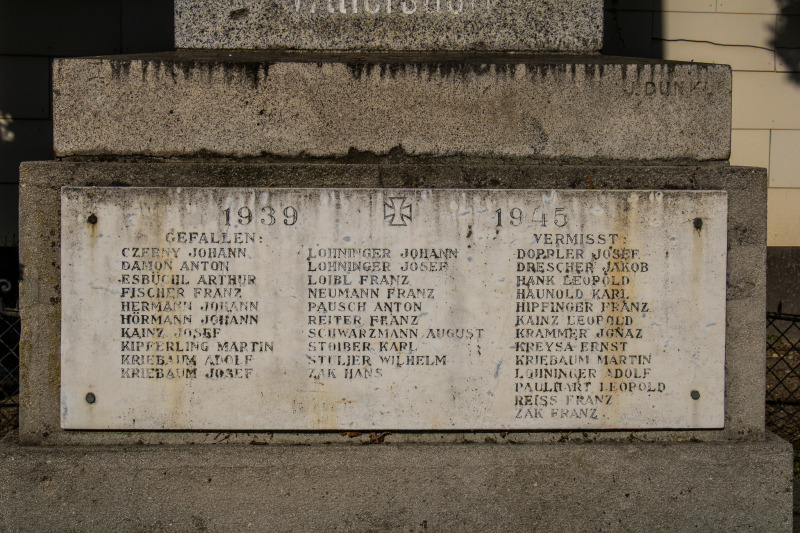 U. DUNKL
1939 1945
GEFALLEN:
CZERNY JOHANN
DAMON ANTON
ESBÜCHL ARTHUR
FISCHER FRANZ
HERMANN JOHANN
HÖRMANN JOHANN
KAINZ JOSEF
KIPFERLING MARTIN
KRIEBAUM ADOLF
KRIEBAUM JOSEF
LOHNINGER JOHANN
LOHNINGER JOSEF
LOIBL FRANZ
NEUMANN FRANZ
PAUSCH ANTON
REITER FRANZ
SCHWARZMANN AUGUST
STOIBER KARL
WILHELM
ZAK HANS
VERMISST:
DOPPLER JOSEF
DRESCHER JAKOB
HANK LEOPOLD
HAUNOLD KARL
HIPFINGER FRANZ
KAINZ LEOPOLD
KRAMMER JGNAZ
KREYSA ERNST
KRIEBAUM MARTIN
LOHNINGER ADOLF
PAULHART LEOPOLD
REISS FRANZ
ZAK FRANZ